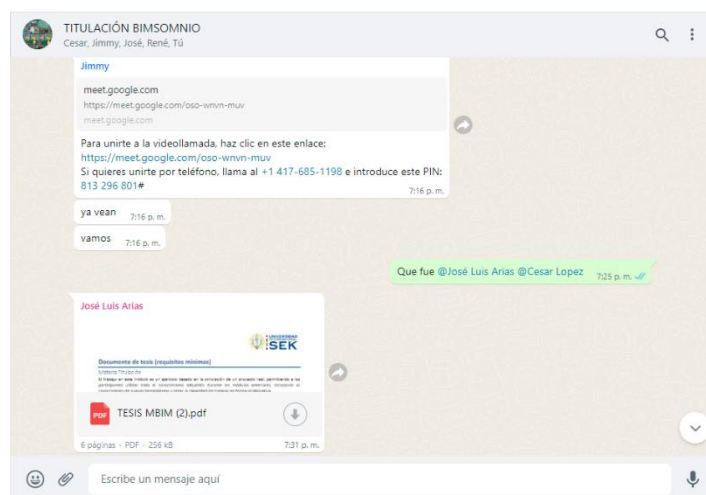 TITULACIÓN BIMSOMNIO
Cesar, Jimmy, José, René, Tú
Jimmy
meet.google.com
https://meet.google.com/oso-wnvn-muv
meet.google.com
Para unirte a la videollamada, haz clic en este enlace:
https://meet.google.com/oso-wnvn-muv
Si quieres unirte por teléfono, llama al +1 417-685-1198 e introduce este PIN:
813 296 801#
7:16 p. m.
ya vean 7:16 p. m.
vamos 7:16 p. m.
Que fue @José Luis Arias @Cesar Lopez 7:25 p. m.
José Luis Arias
UNIVERSIDAD
SEK
Documento de tesis (requisitos mínimos)
PDF TESIS MBIM (2).pdf
6 páginas · PDF · 256 kB 7:31 p. m.
Escribe un mensaje aquí